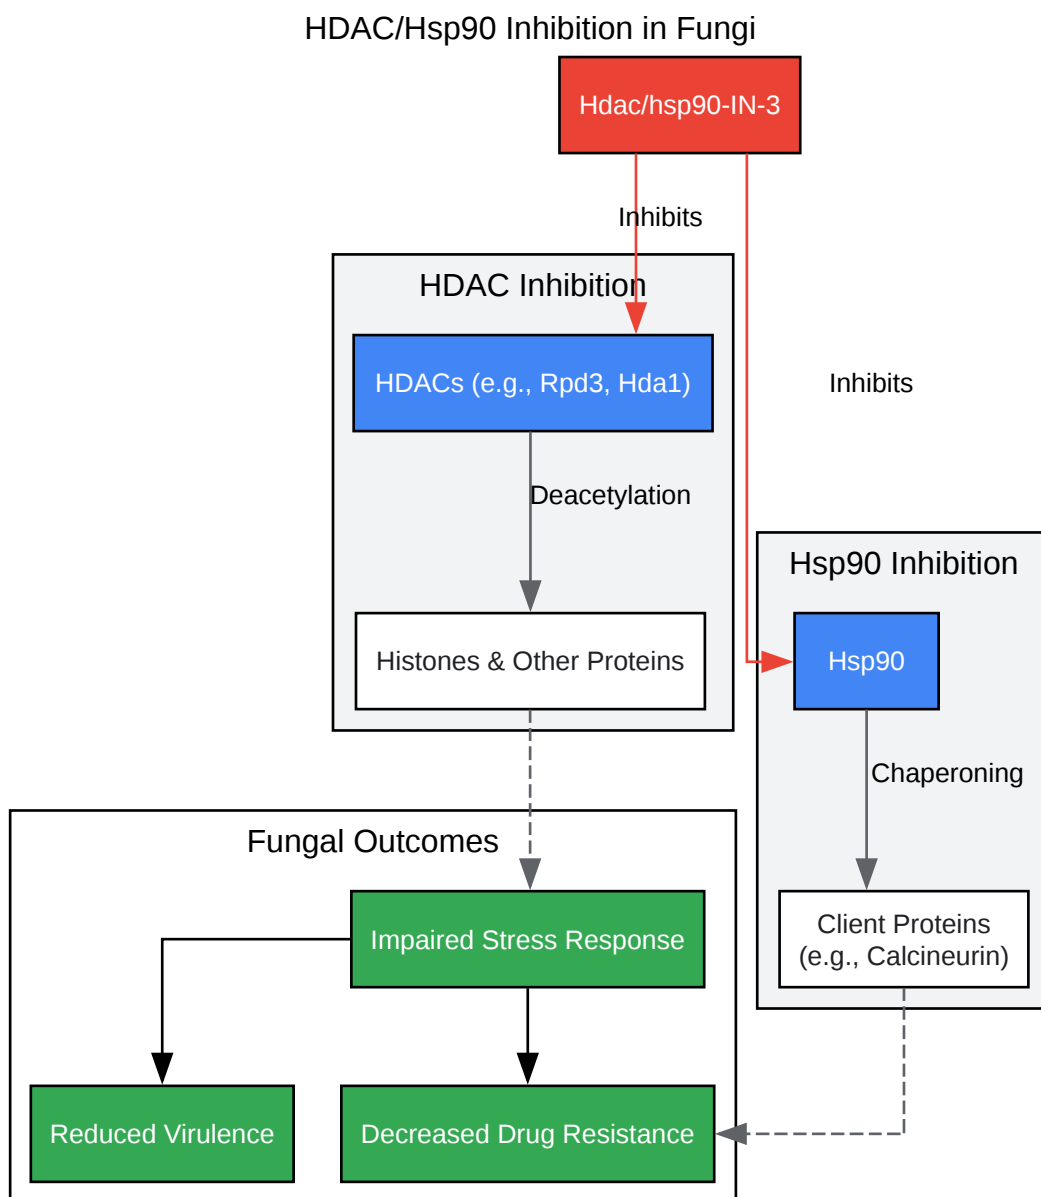 HDAC/Hsp90 Inhibition in Fungi
Hdac/hsp90-IN-3
Inhibits
HDAC Inhibition
HDACs (e.g., Rpd3, Hda1)
Inhibits
Deacetylation
Hsp90 Inhibition
Histones & Other Proteins
Hsp90
Chaperoning
Fungal Outcomes
Impaired Stress Response
Client Proteins
(e.g., Calcineurin)
Reduced Virulence
Decreased Drug Resistance